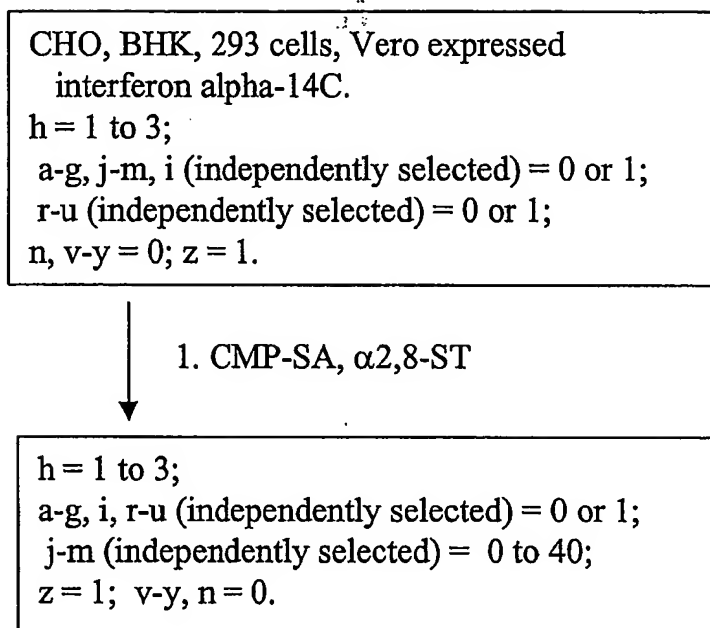 CHO, BHK, 293 cells, Vero expressed
interferon alpha-14C.
h = 1 to 3;
a-g, j-m, i (independently selected) = 0 or 1;
r-u (independently selected) = 0 or 1;
n, v-y = 0; z = 1.
1. CMP-SA, α2,8-ST
h = 1 to 3;
a-g, i, r-u (independently selected) = 0 or 1;
j-m (independently selected) = 0 to 40;
z = 1; v-y, n = 0.